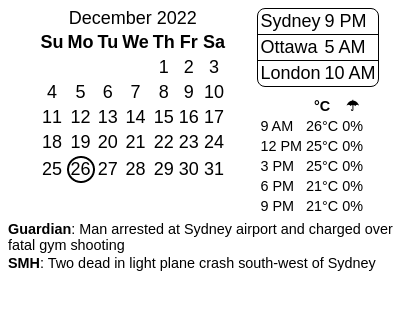 December 2022
Su Mo Tu We Th Fr Sa
1 2 3
4 5 6 7 8 9 10
11 12 13 14 15 16 17
18 19 20 21 22 23 24
25 26 27 28 29 30 31
Sydney 9 PM
Ottawa 5 AM
London 10 AM
°C ☂
9 AM 26°C 0%
12 PM 25°C 0%
3 PM 25°C 0%
6 PM 21°C 0%
9 PM 21°C 0%
Guardian: Man arrested at Sydney airport and charged over
fatal gym shooting
SMH: Two dead in light plane crash south-west of Sydney